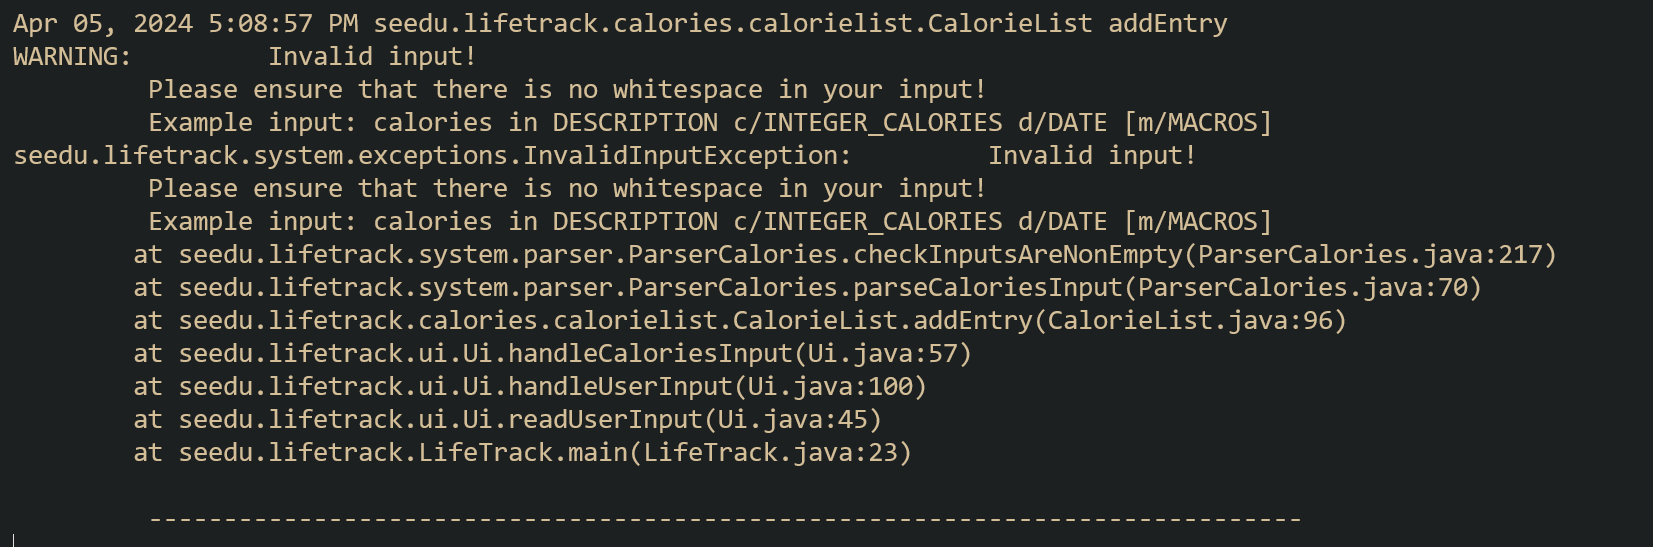 Apr 05, 2024 5:08:57 PM seedu.lifetrack.calories.calorielist.CalorieList addEntry
WARNING:         Invalid input!
         Please ensure that there is no whitespace in your input!
         Example input: calories in DESCRIPTION c/INTEGER_CALORIES d/DATE [m/MACROS]
seedu.lifetrack.system.exceptions.InvalidInputException:         Invalid input!
         Please ensure that there is no whitespace in your input!
         Example input: calories in DESCRIPTION c/INTEGER_CALORIES d/DATE [m/MACROS]
        at seedu.lifetrack.system.parser.ParserCalories.checkInputsAreNonEmpty(ParserCalories.java:217)
        at seedu.lifetrack.system.parser.ParserCalories.parseCaloriesInput(ParserCalories.java:70)
        at seedu.lifetrack.calories.calorielist.CalorieList.addEntry(CalorieList.java:96)
        at seedu.lifetrack.ui.Ui.handleCaloriesInput(Ui.java:57)
        at seedu.lifetrack.ui.Ui.handleUserInput(Ui.java:100)
        at seedu.lifetrack.ui.Ui.readUserInput(Ui.java:45)
        at seedu.lifetrack.LifeTrack.main(LifeTrack.java:23)
         -----------------------------------------------------------------------------